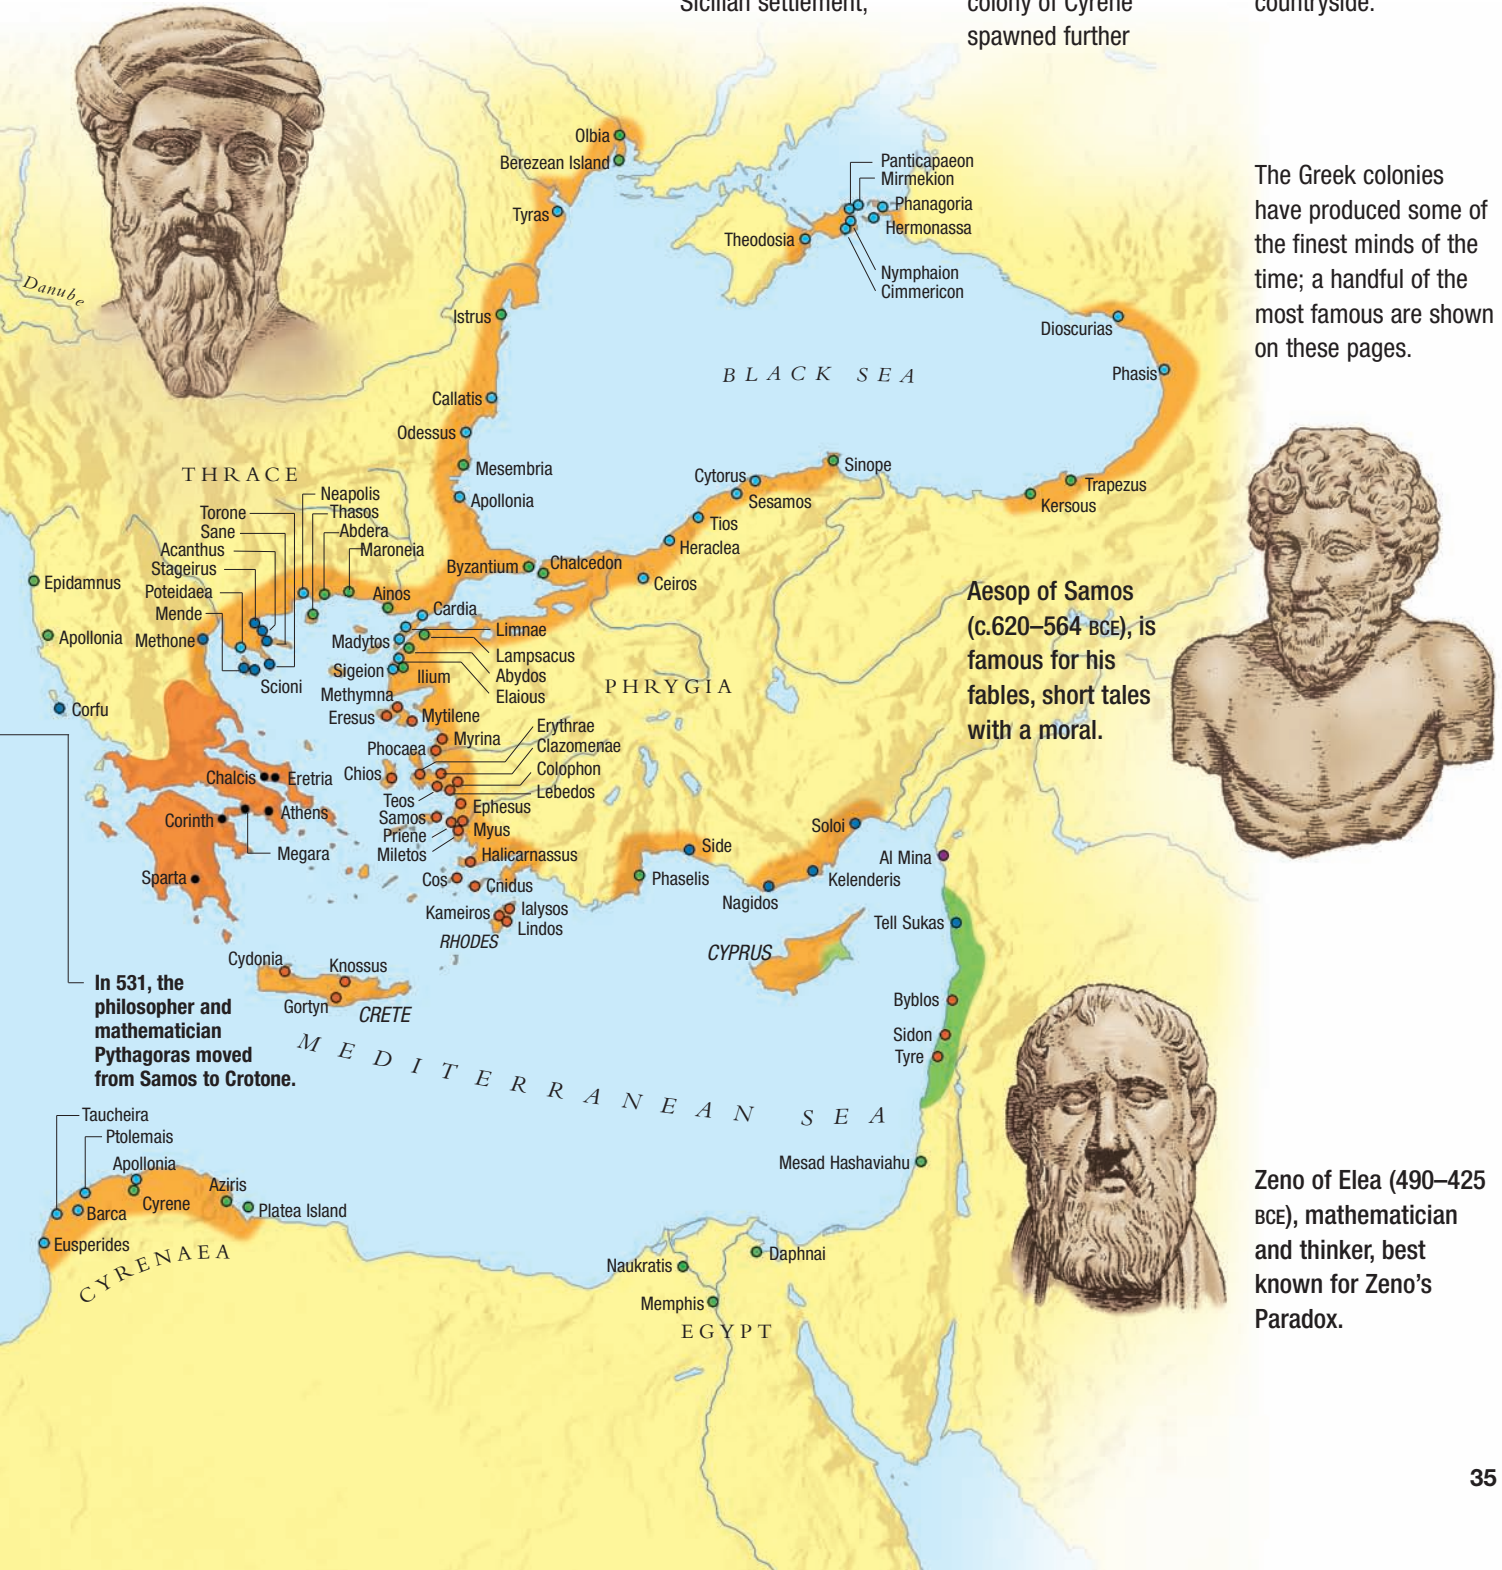 Sicilian settlement,
colony of Cyrene
spawned further
countryside.
The Greek colonies
have produced some of
the finest minds of the
time; a handful of the
most famous are shown
on these pages.
Danube
Olbia
Berezean Island
Tyras
Panticapaeon
Mirmekion
Phanagoria
Hermonassa
Theodosia
Nymphaion
Cimmericon
Istrus
Dioscurias
BLACK SEA
Phasis
Callatis
Odessus
Mesembria
Apollonia
THRACE
Sinope
Cytorus
Sesamos
Trapezus
Kersous
Tios
Heraclea
Neapolis
Torone
Thasos
Sane
Abdera
Acanthus
Maroneia
Stageirus
Byzantium
Chalcedon
Ceiros
Epidamnus
Poteidaea
Ainos
Mende
Cardia
Apollonia
Methone
Madytos
Limnae
Lampsacus
Sigeion
Ilium
Abydos
Elaious
Scioni
PHRYGIA
Corfu
Methymna
Eresus
Mytilene
Erythrae
Myrina
Clazomenae
Phocaea
Colophon
Chalcis
Eretria
Chios
Lebedos
Teos
Ephesus
Corinth
Athens
Samos
Priene
Myus
Megara
Miletos
Halicarnassus
Sparta
Cos
Cnidus
Kameiros
Ialysos
Lindos
RHODES
Aesop of Samos
(c.620–564 BCE), is
famous for his
fables, short tales
with a moral.
Soloi
Side
Al Mina
Phaselis
Kelenderis
Nagidos
Tell Sukas
CYPRUS
Cydonia
Knossus
Gortyn
CRETE
Byblos
Sidon
Tyre
In 531, the
philosopher and
mathematician
Pythagoras moved
from Samos to Crotone.
MEDITERRANEAN SEA
Taucheira
Ptolemais
Apollonia
Mesad Hashaviahu
Aziris
Cyrene
Barca
Platea Island
Eusperides
CYRENAEA
Naukratis
Daphnai
Memphis
EGYPT
Zeno of Elea (490–425
BCE), mathematician
and thinker, best
known for Zeno’s
Paradox.
35